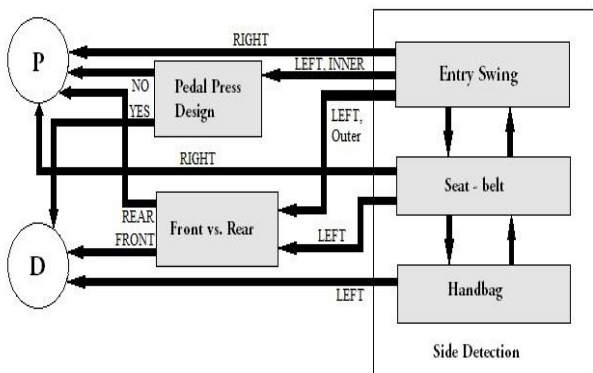 RIGHT
P
LEFT, INNER
Entry Swing
Pedal Press
Design
NO
YES
LEFT,
Outer
RIGHT
Seat - belt
REAR
Front vs. Rear
FRONT
LEFT
D
Handbag
LEFT
Side Detection